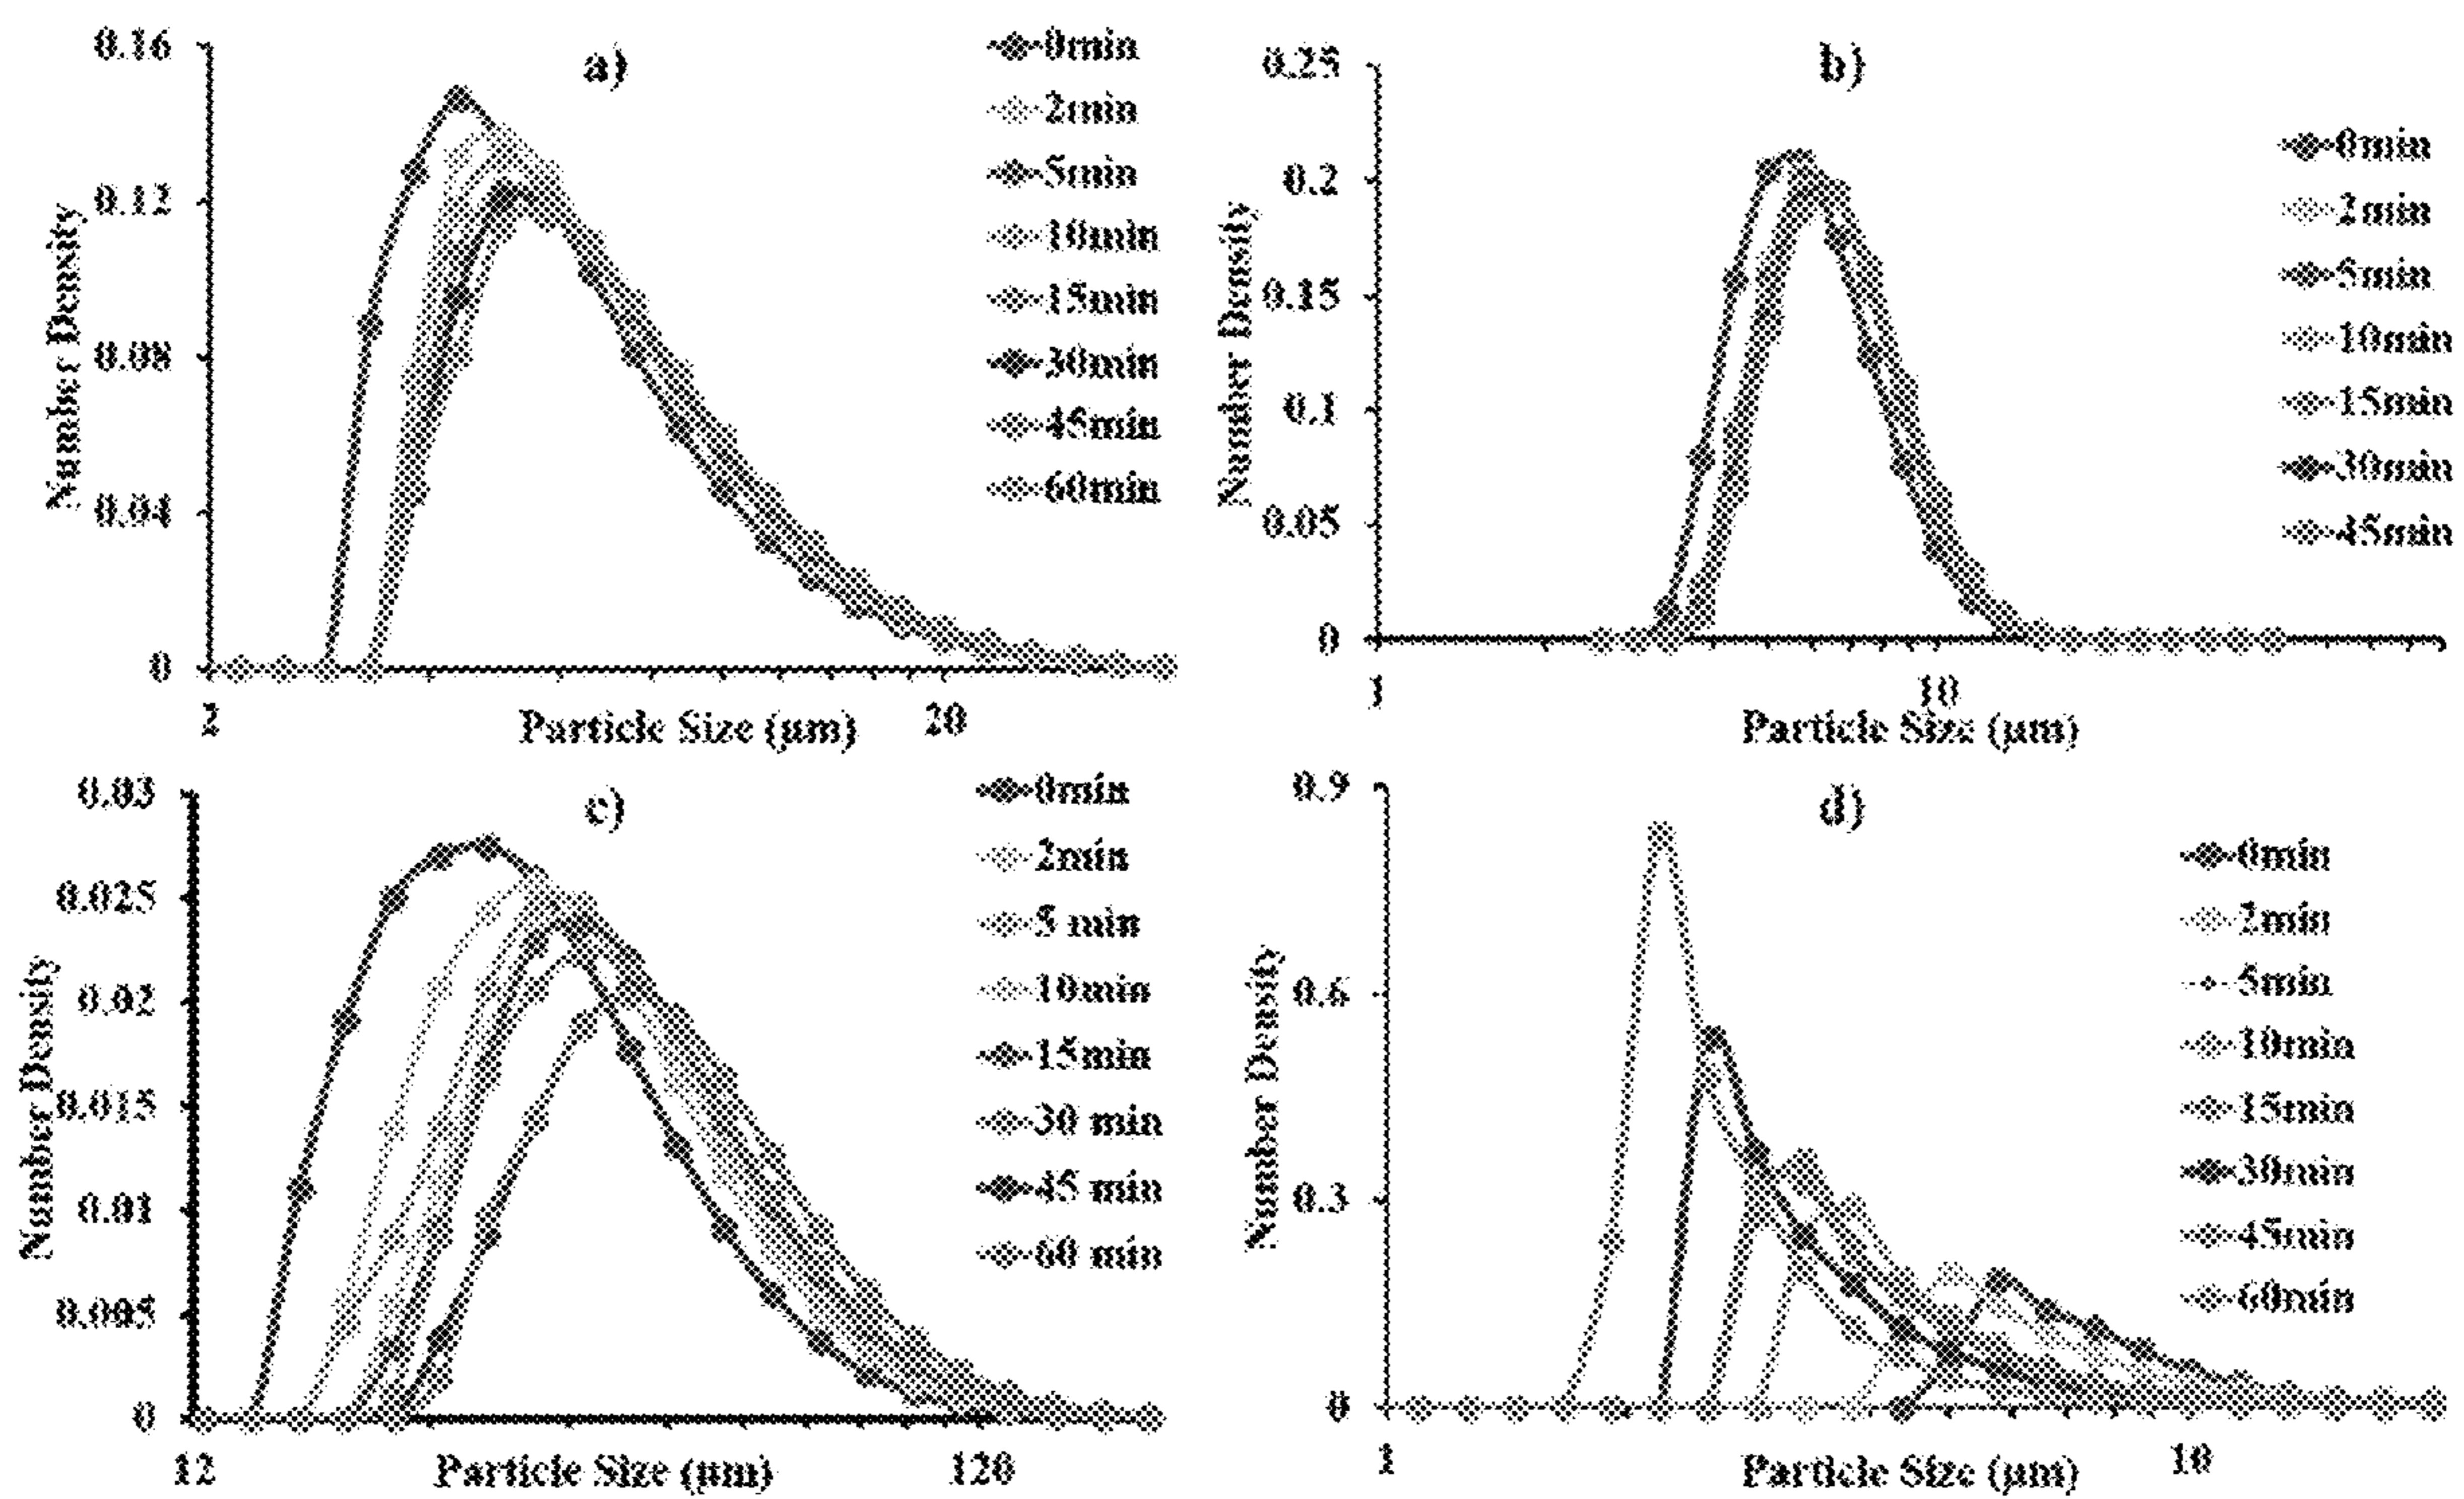 a)
0.16
0.12
0.08
0.04
0
Number Density
2
20
Particle Size (µm)
0min
2min
5min
10min
15min
30min
45min
60min
b)
0.25
0.2
0.15
0.1
0.05
0
Number Density
1
10
Particle Size (µm)
0min
2min
5min
10min
15min
30min
45min
c)
0.03
0.025
0.02
0.015
0.01
0.005
0
Number Density
12
120
Particle Size (µm)
0min
2min
5 min
10min
15min
30 min
45 min
60 min
d)
0.9
0.6
0.3
0
Number Density
1
10
Particle Size (µm)
0min
2min
5min
10min
15min
30min
45min
60min